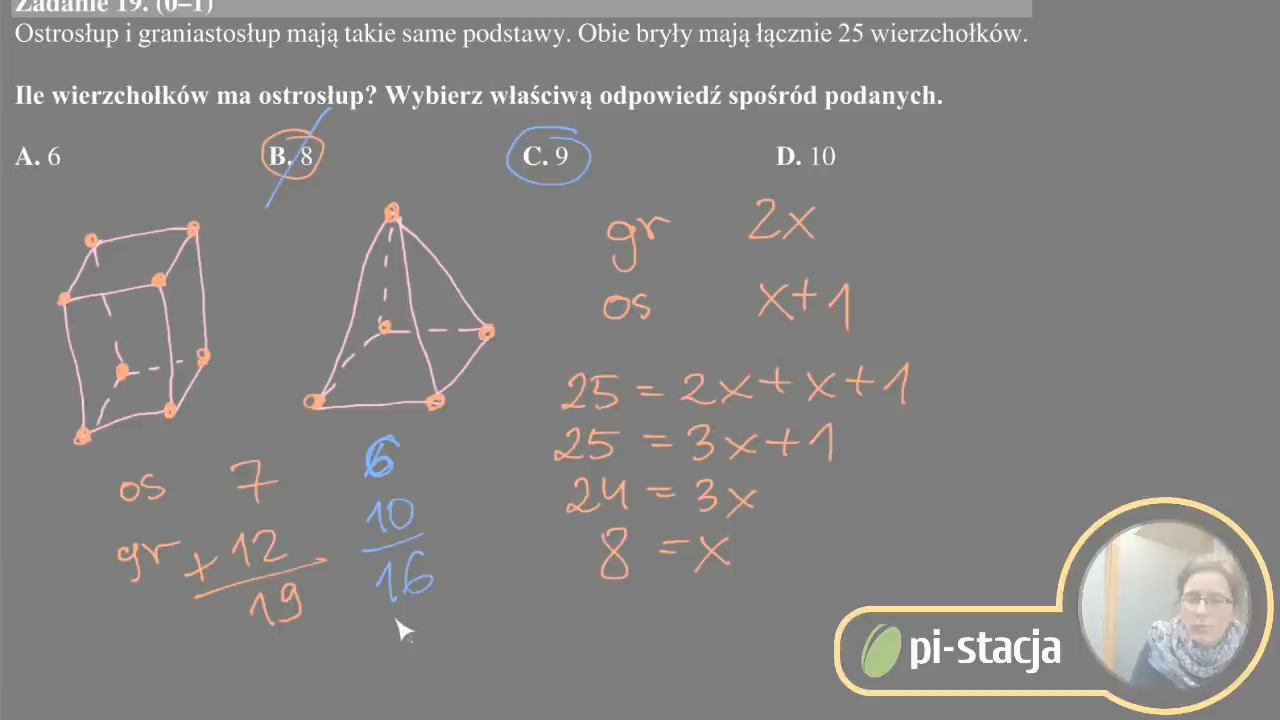 Zadanie 19. (0–1)
Ostrosłup i graniastosłup mają takie same podstawy. Obie bryły mają łącznie 25 wierzchołków.
Ile wierzchołków ma ostrosłup? Wybierz właściwą odpowiedź spośród podanych.
A. 6 B. 8 C. 9 D. 10
gr 2x
os x+1
25 = 2x+x+1
25 = 3x+1
24 = 3x
8 = x
os 7 6
gr + 12 10
19 16
pi-stacja